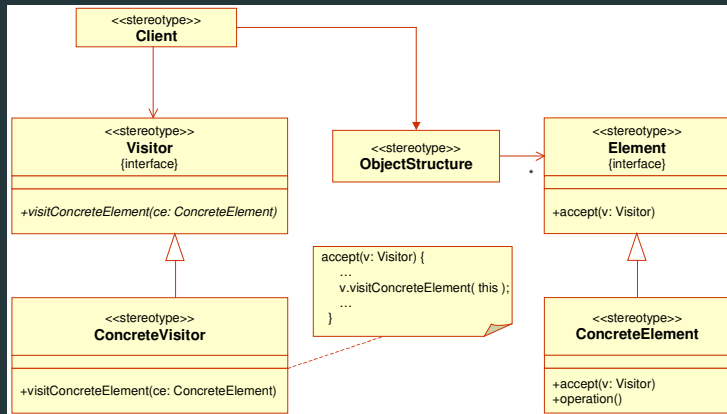 <<stereotype>>
Client
<<stereotype>>
Visitor
{interface}
+visitConcreteElement(ce: ConcreteElement)
<<stereotype>>
ObjectStructure
*
<<stereotype>>
Element
{interface}
+accept(v: Visitor)
accept(v: Visitor) {
…
v.visitConcreteElement( this );
…
}
<<stereotype>>
ConcreteVisitor
+visitConcreteElement(ce: ConcreteElement)
<<stereotype>>
ConcreteElement
+accept(v: Visitor)
+operation()